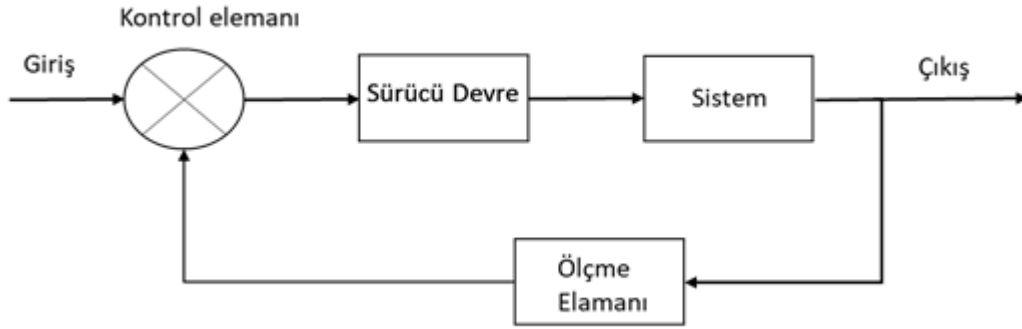 Kontrol elemanı
Giriş
Sürücü Devre
Sistem
Çıkış
Ölçme
Elamanı